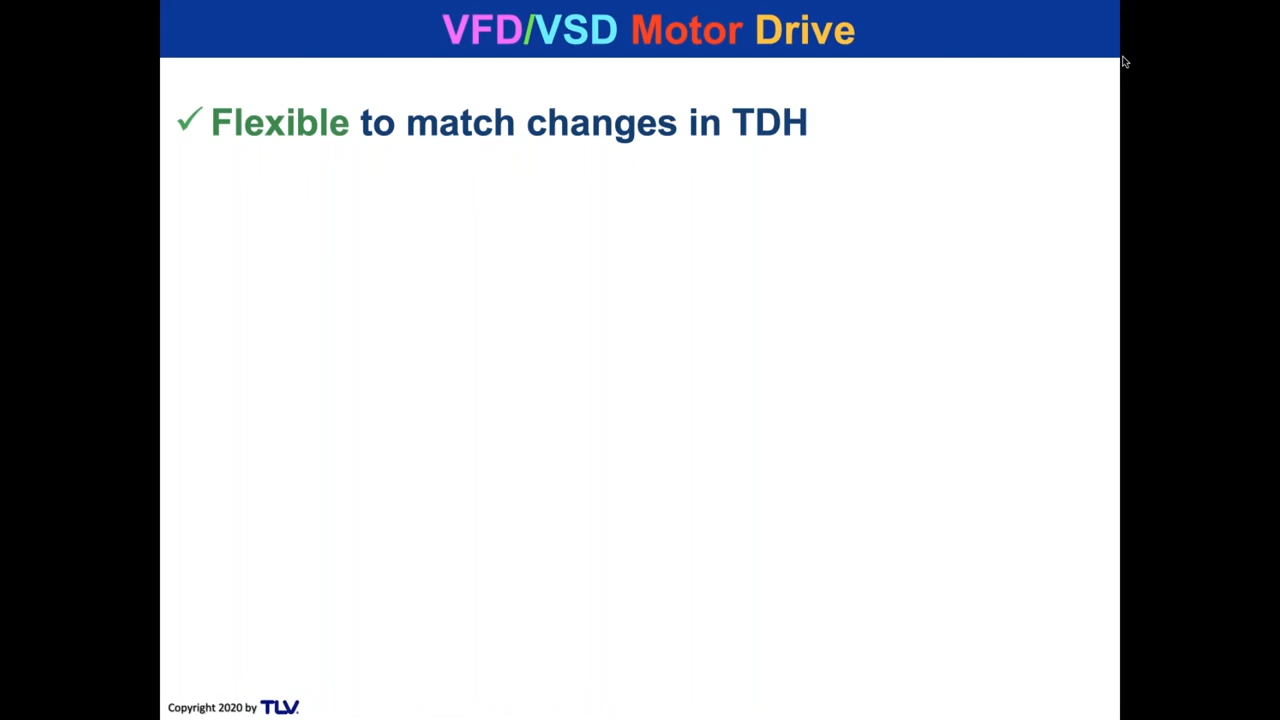 VFD/VSD Motor Drive
✓ Flexible to match changes in TDH
Copyright 2020 by TLV.